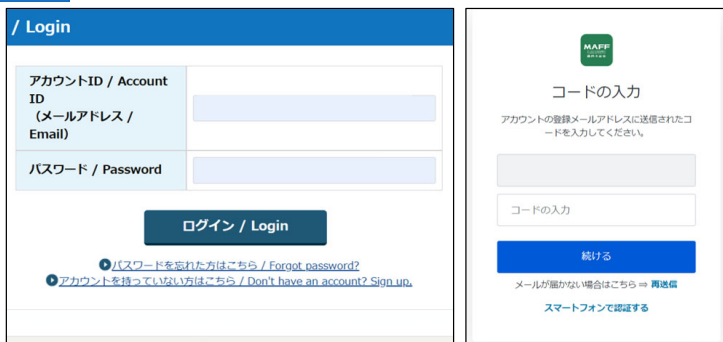 / Login
アカウントID / Account
ID
（メールアドレス /
Email）
パスワード / Password
ログイン / Login
パスワードを忘れた方はこちら / Forgot password?
アカウントを持っていない方はこちら / Don't have an account? Sign up.
MAFF
コードの入力
アカウントの登録メールアドレスに送信されたコ
ードを入力してください。
コードの入力
続ける
メールが届かない場合はこちら ⇒ 再送信
スマートフォンで認証する